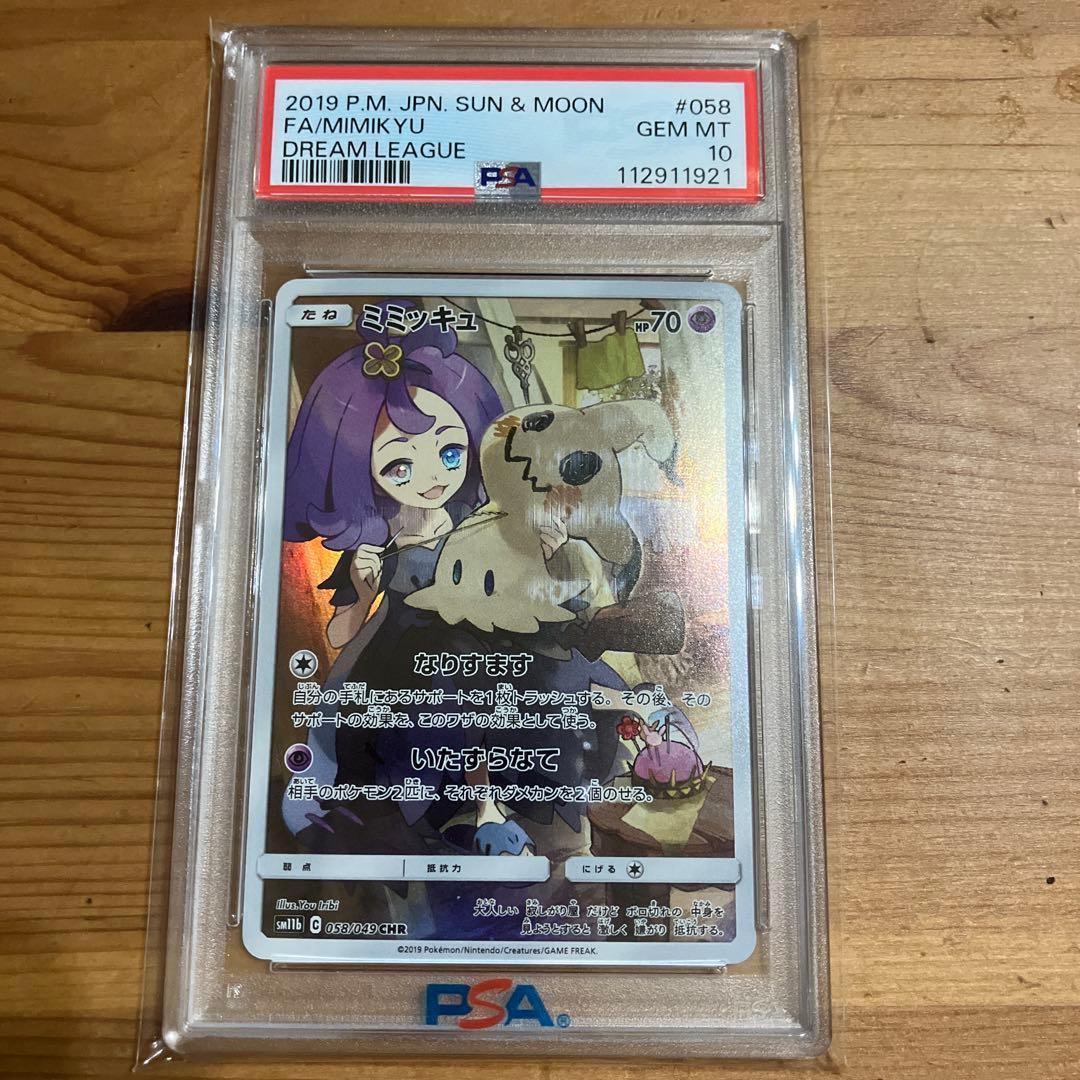 2019 P.M. JPN. SUN & MOON #058
FA/MIMIKYU GEM MT
DREAM LEAGUE 10
PSA 112911921
たね ミミッキュ HP70
なりすます
自分の手札にあるサポートを1枚トラッシュする。その後、その
サポートの効果を、このワザの効果として使う。
いたずらなて
相手のポケモン2匹に、それぞれダメカンを2個のせる。
弱点 抵抗力 にげる
Illus. You Iribi
大人しい 寂しがり屋 だけど ボロ切れの 中身を
見ようとすると 激しく 嫌がり 抵抗する。
SM11b C 058/049 CHR
©2019 Pokémon/Nintendo/Creatures/GAME FREAK.
PSA®